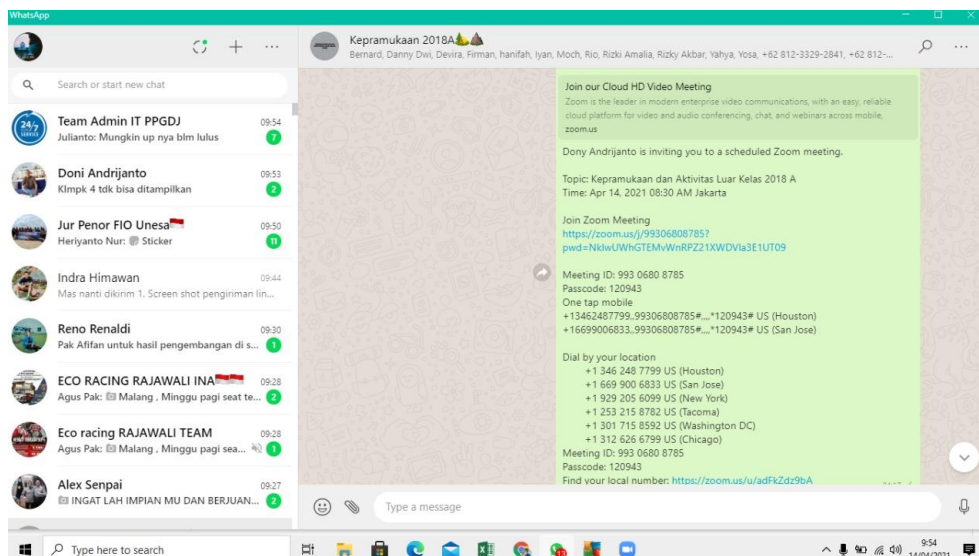 WhatsApp
Search or start new chat
Team Admin IT PPGDJ 09:54
Julianto: Mungkin up nya blm lulus 7
Doni Andrijanto 09:53
Klmpk 4 tdk bisa ditampilkan 2
Jur Penor FIO Unesa 09:50
Heriyanto Nur: Sticker 11
Indra Himawan 09:44
Mas nanti dikirim 1. Screen shot pengiriman lin...
Reno Renaldi 09:30
Pak Afifan untuk hasil pengembangan di s... 1
ECO RACING RAJAWALI INA 09:28
Agus Pak: Malang , Minggu pagi seat te... 2
Eco racing RAJAWALI TEAM 09:28
Agus Pak: Malang , Minggu pagi sea... 1
Alex Senpai 09:27
INGAT LAH IMPIAN MU DAN BERJUAN... 2
Kepramukaan 2018A
Bernard, Danny Dwi, Devira, Firman, hanifah, Iyan, Moch, Rio, Rizki Amalia, Rizky Akbar, Yahya, Yosa, +62 812-3329-2841, +62 812-...
Join our Cloud HD Video Meeting
Zoom is the leader in modern enterprise video communications, with an easy, reliable
cloud platform for video and audio conferencing, chat, and webinars across mobile,
zoom.us
Dony Andrijanto is inviting you to a scheduled Zoom meeting.
Topic: Kepramukaan dan Aktivitas Luar Kelas 2018 A
Time: Apr 14, 2021 08:30 AM Jakarta
Join Zoom Meeting
https://zoom.us/j/99306808785?
pwd=NklwUWhGTEMvWnRPZ21XWDVIa3E1UT09
Meeting ID: 993 0680 8785
Passcode: 120943
One tap mobile
+13462487799,,99306808785#,,,,*120943# US (Houston)
+16699006833,,99306808785#,,,,*120943# US (San Jose)
Dial by your location
+1 346 248 7799 US (Houston)
+1 669 900 6833 US (San Jose)
+1 929 205 6099 US (New York)
+1 253 215 8782 US (Tacoma)
+1 301 715 8592 US (Washington DC)
+1 312 626 6799 US (Chicago)
Meeting ID: 993 0680 8785
Passcode: 120943
Find your local number: https://zoom.us/u/adFkZdz9bA
Type a message
Type here to search
9:54
14/04/2021